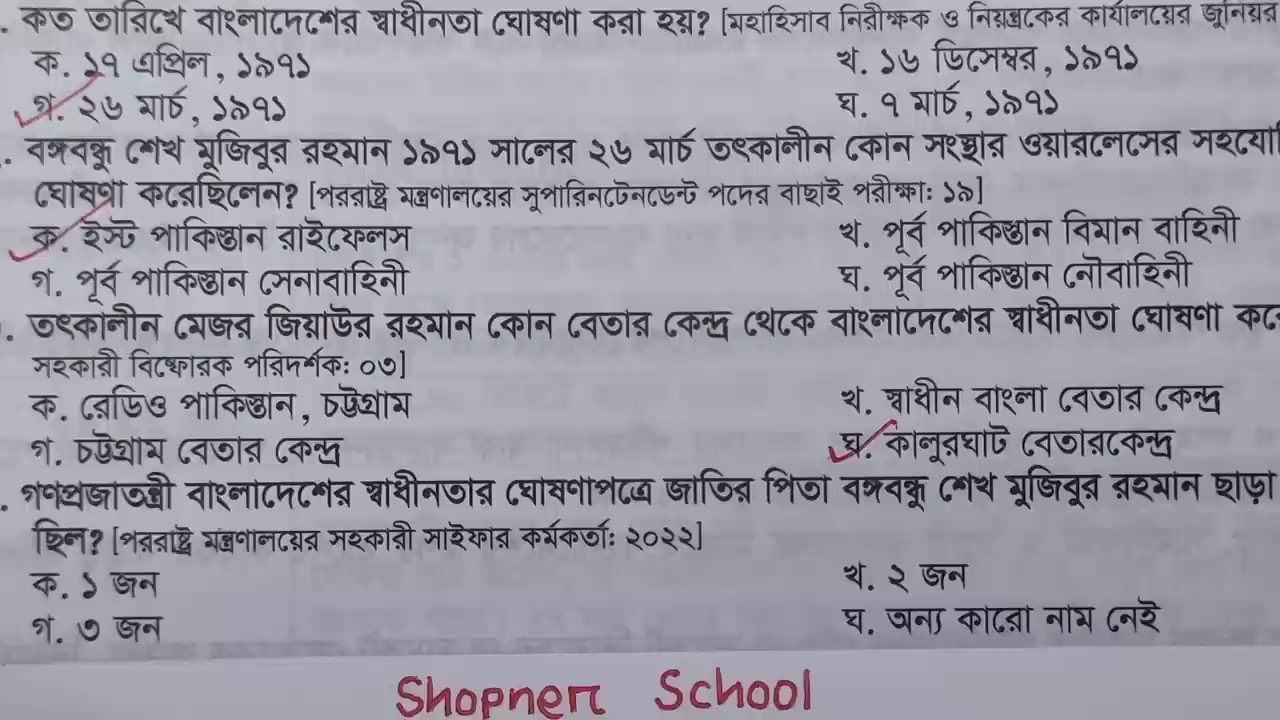 . কত তারিখে বাংলাদেশের স্বাধীনতা ঘোষণা করা হয়? [মহাহিসাব নিরীক্ষক ও নিয়ন্ত্রকের কার্যালয়ের জুনিয়র
ক. ১৭ এপ্রিল, ১৯৭১ খ. ১৬ ডিসেম্বর, ১৯৭১
গ. ২৬ মার্চ, ১৯৭১ ঘ. ৭ মার্চ, ১৯৭১
. বঙ্গবন্ধু শেখ মুজিবুর রহমান ১৯৭১ সালের ২৬ মার্চ তৎকালীন কোন সংস্থার ওয়ারলেসের সহযো
ঘোষণা করেছিলেন? [পররাষ্ট্র মন্ত্রণালয়ের সুপারিনটেনডেন্ট পদের বাছাই পরীক্ষা: ১৯]
ক. ইস্ট পাকিস্তান রাইফেলস খ. পূর্ব পাকিস্তান বিমান বাহিনী
গ. পূর্ব পাকিস্তান সেনাবাহিনী ঘ. পূর্ব পাকিস্তান নৌবাহিনী
. তৎকালীন মেজর জিয়াউর রহমান কোন বেতার কেন্দ্র থেকে বাংলাদেশের স্বাধীনতা ঘোষণা করে
সহকারী বিস্ফোরক পরিদর্শক: ০৩]
ক. রেডিও পাকিস্তান, চট্টগ্রাম খ. স্বাধীন বাংলা বেতার কেন্দ্র
গ. চট্টগ্রাম বেতার কেন্দ্র ঘ. কালুরঘাট বেতারকেন্দ্র
. গণপ্রজাতন্ত্রী বাংলাদেশের স্বাধীনতার ঘোষণাপত্রে জাতির পিতা বঙ্গবন্ধু শেখ মুজিবুর রহমান ছাড়া
ছিল? [পররাষ্ট্র মন্ত্রণালয়ের সহকারী সাইফার কর্মকর্তা: ২০২২]
ক. ১ জন খ. ২ জন
গ. ৩ জন ঘ. অন্য কারো নাম নেই
Shopner School